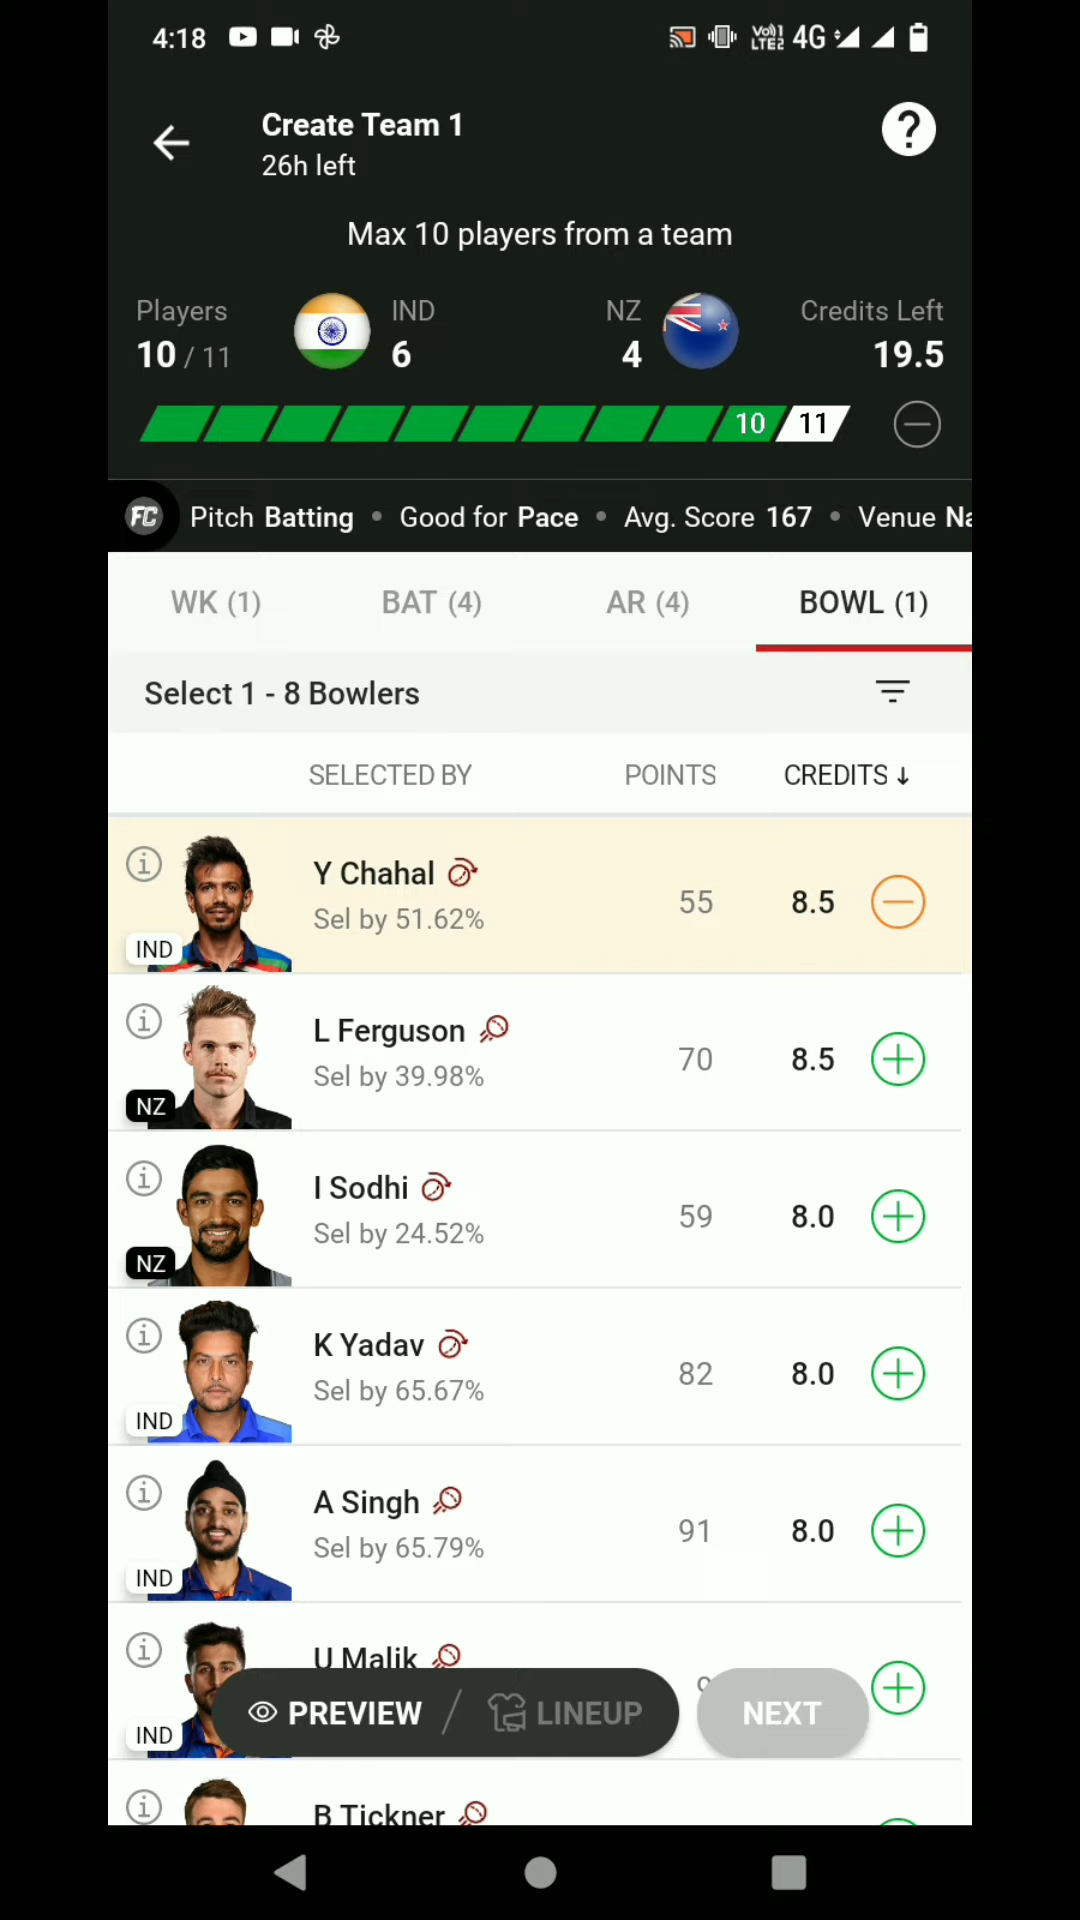 4:18 Vo)) 1 LTE2 4G
Create Team 1
26h left
Max 10 players from a team
Players IND NZ Credits Left
10 / 11 6 4 19.5
10 11
FC Pitch Batting • Good for Pace • Avg. Score 167 • Venue Na
WK (1) BAT (4) AR (4) BOWL (1)
Select 1 - 8 Bowlers
SELECTED BY POINTS CREDITS ↓
Y Chahal
Sel by 51.62% 55 8.5
IND
L Ferguson
Sel by 39.98% 70 8.5
NZ
I Sodhi
Sel by 24.52% 59 8.0
NZ
K Yadav
Sel by 65.67% 82 8.0
IND
A Singh
Sel by 65.79% 91 8.0
IND
U Malik
PREVIEW / LINEUP NEXT
IND
B Tickner